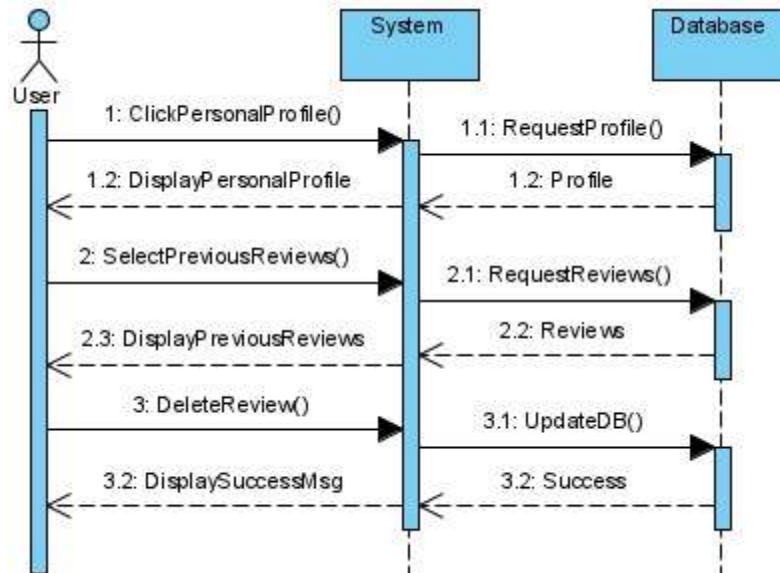 System
Database
User
1: ClickPersonalProfile()
1.1: RequestProfile()
1.2: DisplayPersonalProfile
1.2: Profile
2: SelectPreviousReviews()
2.1: RequestReviews()
2.3: DisplayPreviousReviews
2.2: Reviews
3: DeleteReview()
3.1: UpdateDB()
3.2: DisplaySuccessMsg
3.2: Success